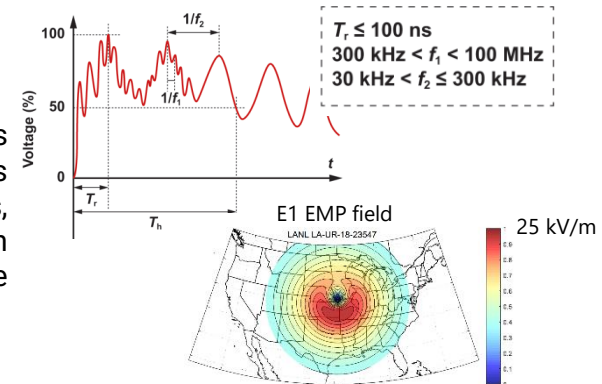 1/f₂
100
Tᵣ ≤ 100 ns
300 kHz < f₁ < 100 MHz
30 kHz < f₂ ≤ 300 kHz
1/f₁
50
Voltage (%)
0
t
Tᵣ
Tₕ
s
s
,
n
e
E1 EMP field
LANL LA-UR-18-23547
25 kV/m
0.9
0.8
0.7
0.6
0.5
0.4
0.3
0.2
0.1